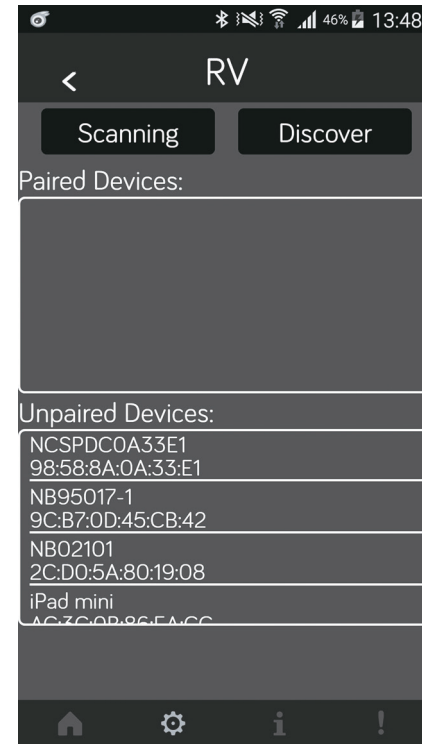 46% 13:48
RV
Scanning Discover
Paired Devices:
Unpaired Devices:
NCSPDC0A33E1
98:58:8A:0A:33:E1
NB95017-1
9C:B7:0D:45:CB:42
NB02101
2C:D0:5A:80:19:08
iPad mini